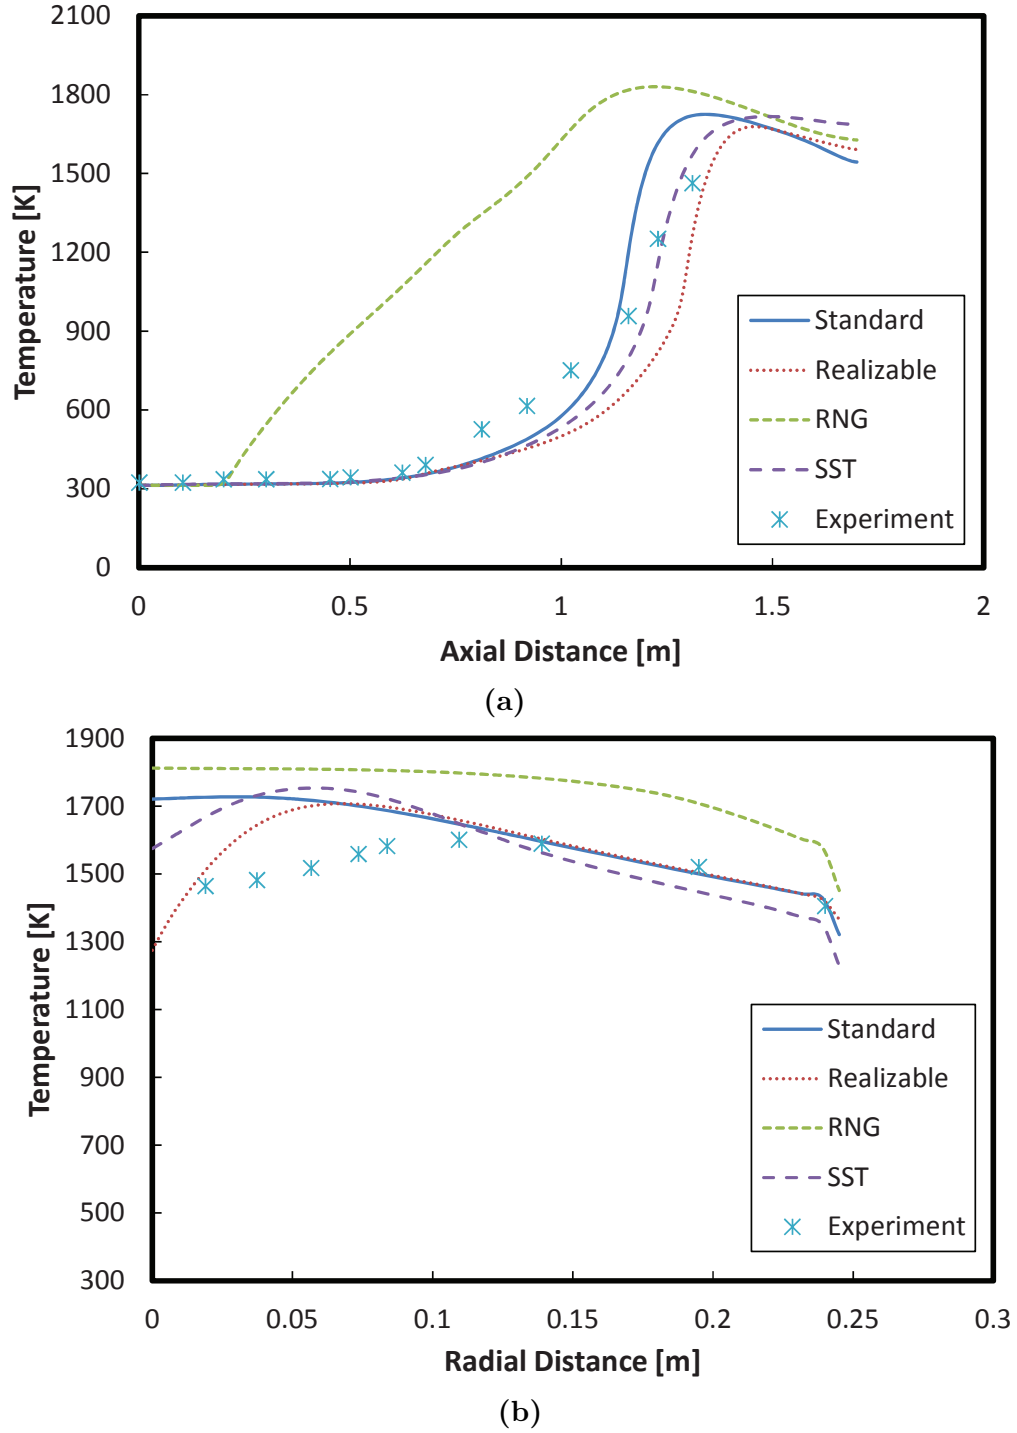 2100
1800
1500
1200
900
600
300
0
Temperature [K]
0 0.5 1 1.5 2
Axial Distance [m]
Standard
Realizable
RNG
SST
Experiment
(a)
1900
1700
1500
1300
1100
900
700
500
300
Temperature [K]
0 0.05 0.1 0.15 0.2 0.25 0.3
Radial Distance [m]
Standard
Realizable
RNG
SST
Experiment
(b)